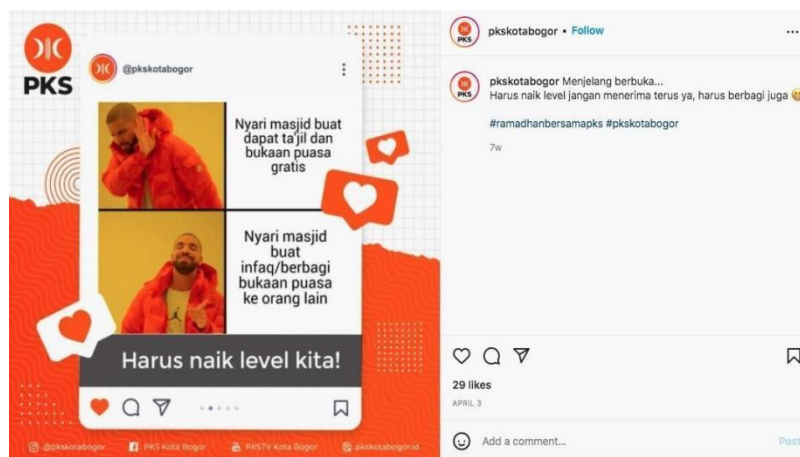 PKS
@pkskotabogor
Nyari masjid buat
dapat ta'jil dan
bukaan puasa
gratis
Nyari masjid
buat
infaq/berbagi
bukaan puasa
ke orang lain
Harus naik level kita!
@pkskotabogor
PKS Kota Bogor
PKSTV Kota Bogor
pkskotabogor.id
PKS
pkskotabogor • Follow
PKS
pkskotabogor Menjelang berbuka...
Harus naik level jangan menerima terus ya, harus berbagi juga
#ramadhanbersamapks #pkskotabogor
7w
29 likes
APRIL 3
Add a comment...
Post